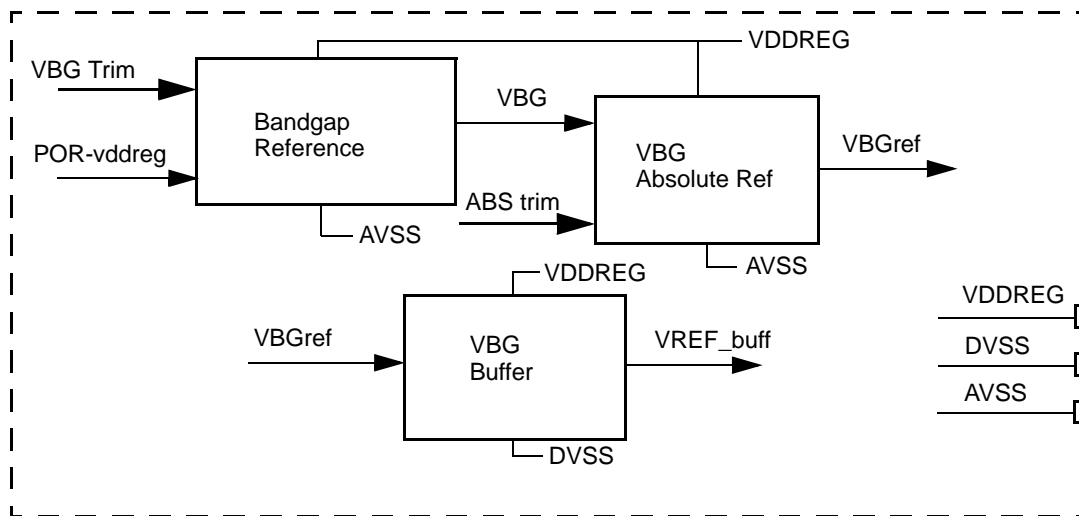 VDDREG
VBG Trim
Bandgap
Reference
VBG
POR-vddreg
VBG
Absolute Ref
VBGref
ABS trim
AVSS
AVSS
VDDREG
VBGref
VBG
Buffer
VREF_buff
DVSS
VDDREG
DVSS
AVSS